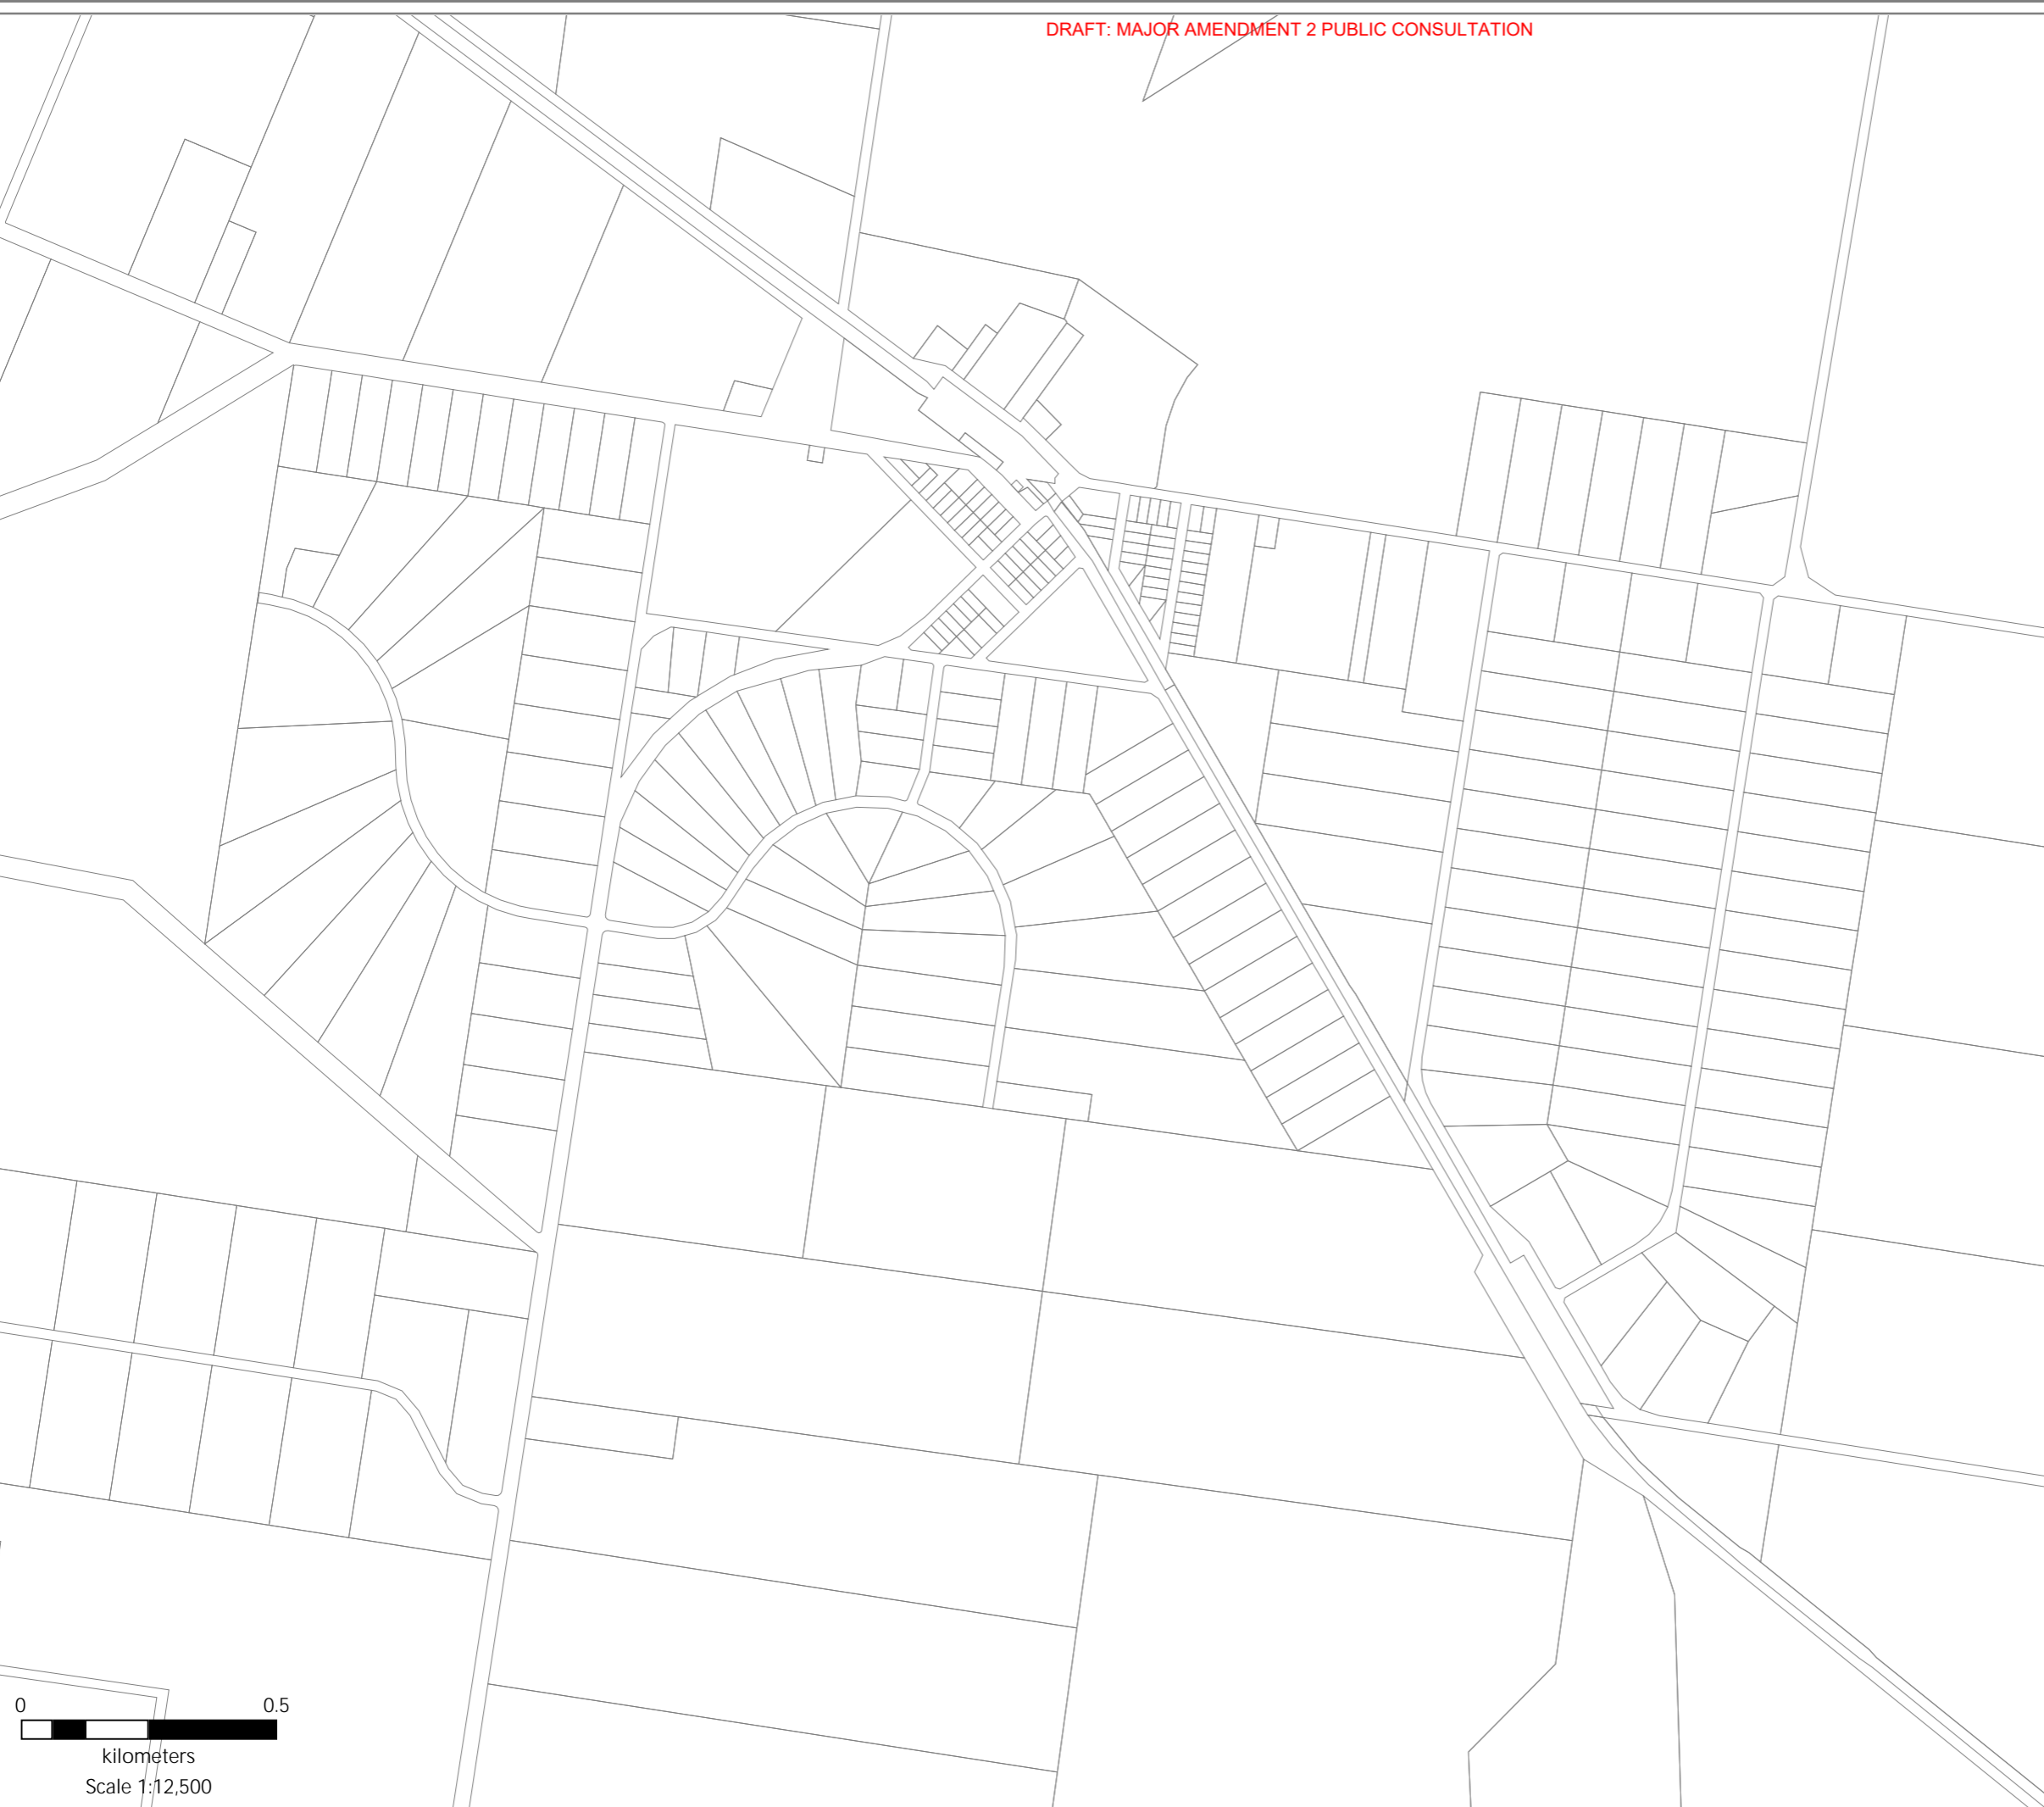 DRAFT: MAJOR AMENDMENT 2 PUBLIC CONSULTATION
0 0.5
kilometers
Scale 1:12,500